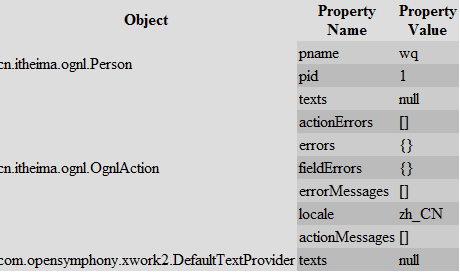 Object Property Name Property Value
cn.itheima.ognl.Person pname wq
pid 1
cn.itheima.ognl.OgnlAction texts null
actionErrors []
errors {}
fieldErrors {}
errorMessages []
locale zh_CN
actionMessages []
com.opensymphony.xwork2.DefaultTextProvider texts null